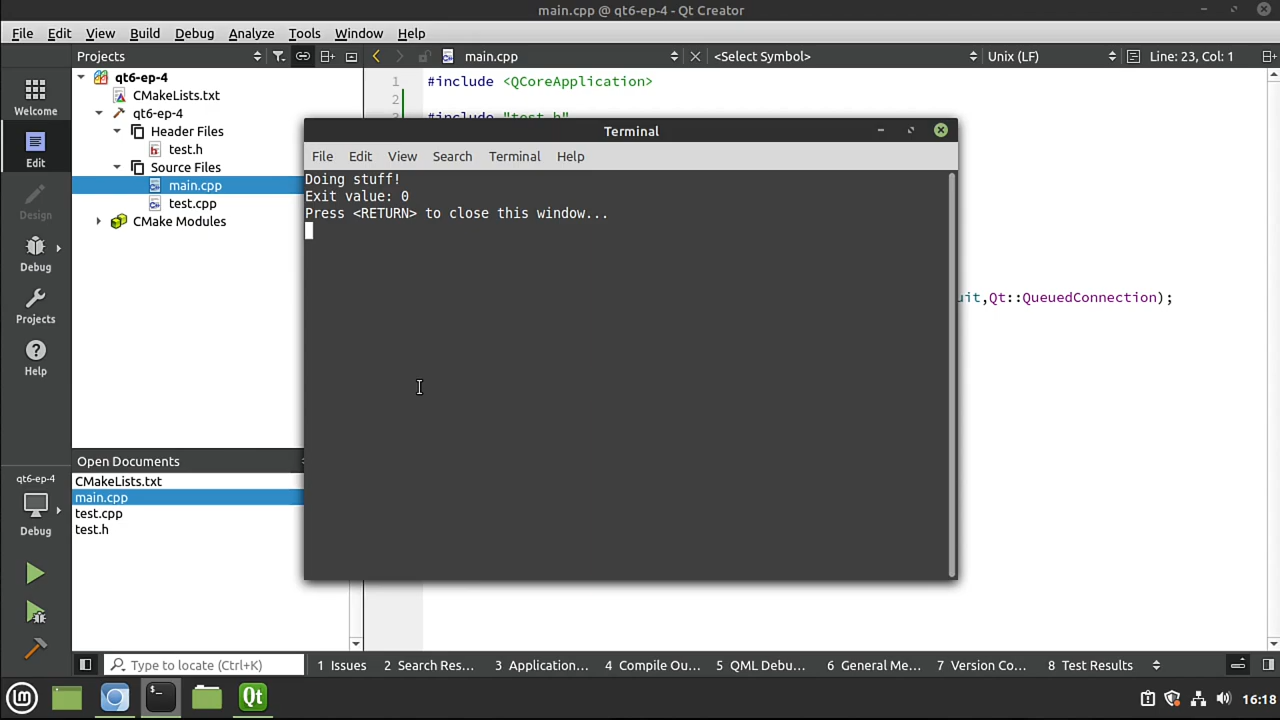 main.cpp @ qt6-ep-4 - Qt Creator
File Edit View Build Debug Analyze Tools Window Help
Projects main.cpp <Select Symbol> Unix (LF) Line: 23, Col: 1
Welcome
Edit
Design
Debug
Projects
Help
qt6-ep-4
Debug
qt6-ep-4
CMakeLists.txt
qt6-ep-4
Header Files
test.h
Source Files
main.cpp
test.cpp
CMake Modules
Open Documents
CMakeLists.txt
main.cpp
test.cpp
test.h
1 #include <QCoreApplication>
2
3 #include "test.h"
uit,Qt::QueuedConnection);
Terminal
File Edit View Search Terminal Help
Doing stuff!
Exit value: 0
Press <RETURN> to close this window...
Type to locate (Ctrl+K) 1 Issues 2 Search Res... 3 Application... 4 Compile Ou... 5 QML Debu... 6 General Me... 7 Version Co... 8 Test Results
Qt 16:18